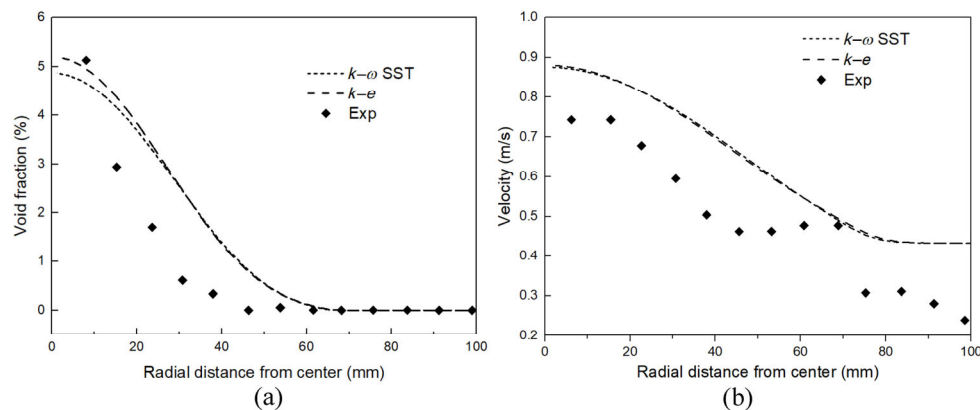 6
5
4
3
2
1
0
Void fraction (%)
k–ω SST
k–e
Exp
0 20 40 60 80 100
Radial distance from center (mm)
(a)
1.0
0.9
0.8
0.7
0.6
0.5
0.4
0.3
0.2
Velocity (m/s)
k–ω SST
k–e
Exp
0 20 40 60 80 100
Radial distance from center (mm)
(b)